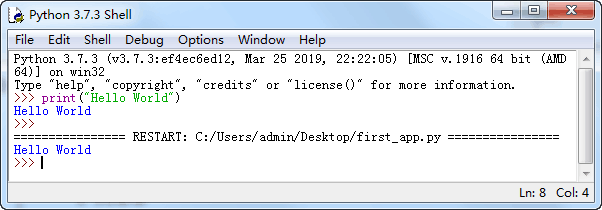 Python 3.7.3 Shell
File Edit Shell Debug Options Window Help
Python 3.7.3 (v3.7.3:ef4ec6ed12, Mar 25 2019, 22:22:05) [MSC v.1916 64 bit (AMD
64)] on win32
Type "help", "copyright", "credits" or "license()" for more information.
>>> print("Hello World")
Hello World
>>>
================ RESTART: C:/Users/admin/Desktop/first_app.py ================
Hello World
>>>
Ln: 8 Col: 4